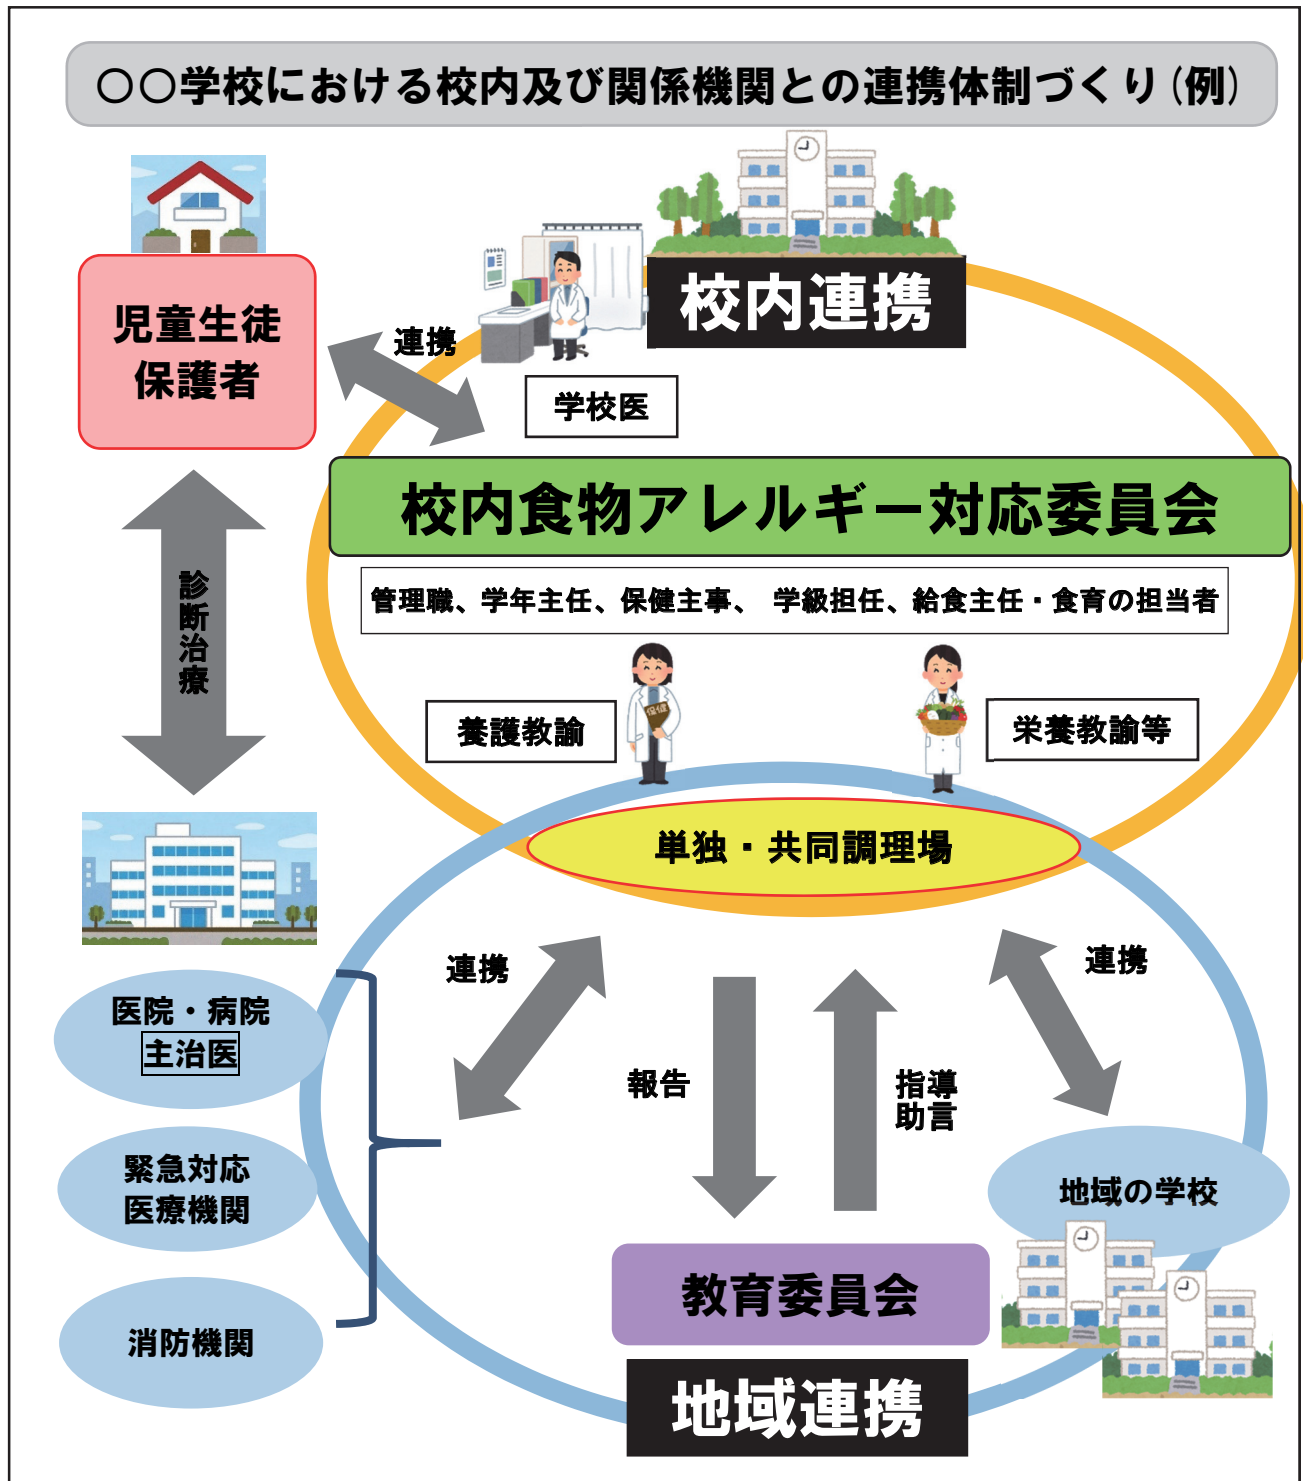 〇〇学校における校内及び関係機関との連携体制づくり(例)
校内連携
児童生徒
保護者
連携
学校医
校内食物アレルギー対応委員会
管理職、学年主任、保健主事、 学級担任、給食主任・食育の担当者
診断治療
保健
養護教諭
栄養教諭等
単独・共同調理場
連携
連携
医院・病院
主治医
報告
指導
助言
緊急対応
医療機関
地域の学校
消防機関
教育委員会
地域連携